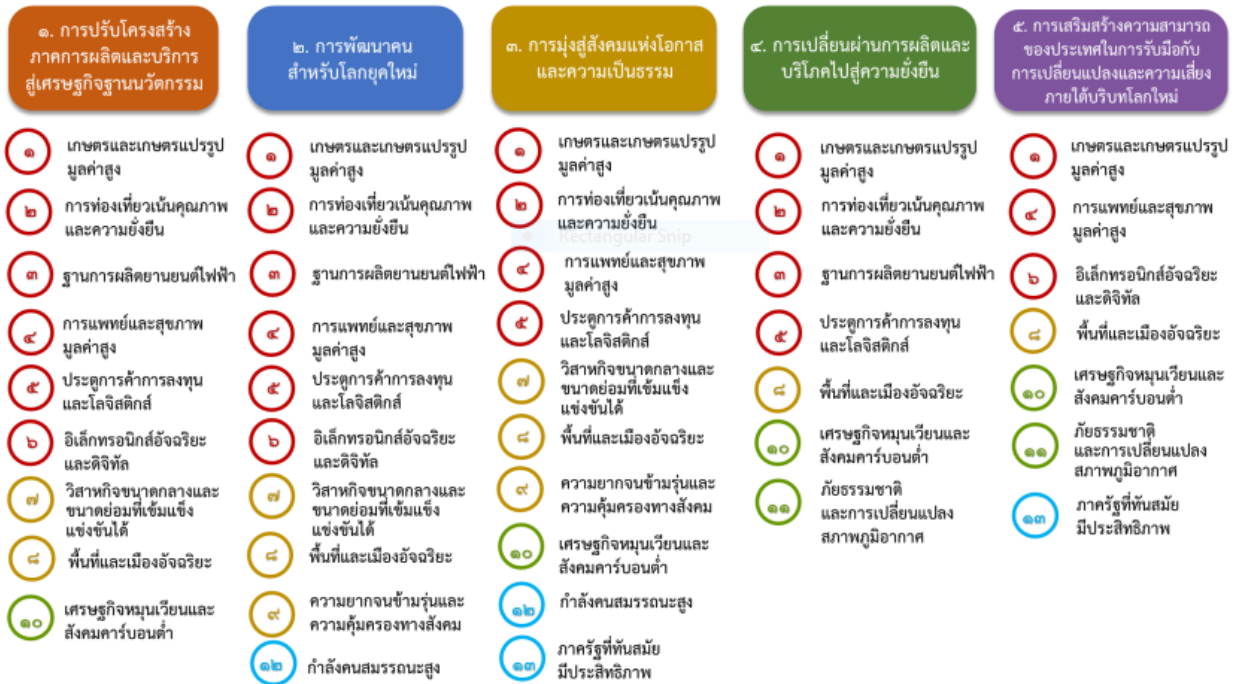 ๑. การปรับโครงสร้าง
ภาคการผลิตและบริการ
สู่เศรษฐกิจฐานนวัตกรรม
๑
เกษตรและเกษตรแปรรูป
มูลค่าสูง
๒
การท่องเที่ยวเน้นคุณภาพ
และความยั่งยืน
๓
ฐานการผลิตยานยนต์ไฟฟ้า
๔
การแพทย์และสุขภาพ
มูลค่าสูง
๕
ประตูการค้าการลงทุน
และโลจิสติกส์
๖
อิเล็กทรอนิกส์อัจฉริยะ
และดิจิทัล
๗
วิสาหกิจขนาดกลางและ
ขนาดย่อมที่เข้มแข็ง
แข่งขันได้
๘
พื้นที่และเมืองอัจฉริยะ
๑๐
เศรษฐกิจหมุนเวียนและ
สังคมคาร์บอนต่ำ
๒. การพัฒนาคน
สำหรับโลกยุคใหม่
๑
เกษตรและเกษตรแปรรูป
มูลค่าสูง
๒
การท่องเที่ยวเน้นคุณภาพ
และความยั่งยืน
๓
ฐานการผลิตยานยนต์ไฟฟ้า
๔
การแพทย์และสุขภาพ
มูลค่าสูง
๕
ประตูการค้าการลงทุน
และโลจิสติกส์
๖
อิเล็กทรอนิกส์อัจฉริยะ
และดิจิทัล
๗
วิสาหกิจขนาดกลางและ
ขนาดย่อมที่เข้มแข็ง
แข่งขันได้
๘
พื้นที่และเมืองอัจฉริยะ
๙
ความยากจนข้ามรุ่นและ
ความคุ้มครองทางสังคม
๑๒
กำลังคนสมรรถนะสูง
๓. การมุ่งสู่สังคมแห่งโอกาส
และความเป็นธรรม
๑
เกษตรและเกษตรแปรรูป
มูลค่าสูง
๒
การท่องเที่ยวเน้นคุณภาพ
และความยั่งยืน
Rectangular Snip
๔
การแพทย์และสุขภาพ
มูลค่าสูง
๕
ประตูการค้าการลงทุน
และโลจิสติกส์
๗
วิสาหกิจขนาดกลางและ
ขนาดย่อมที่เข้มแข็ง
แข่งขันได้
๘
พื้นที่และเมืองอัจฉริยะ
๙
ความยากจนข้ามรุ่นและ
ความคุ้มครองทางสังคม
๑๐
เศรษฐกิจหมุนเวียนและ
สังคมคาร์บอนต่ำ
๑๒
กำลังคนสมรรถนะสูง
๑๓
ภาครัฐที่ทันสมัย
มีประสิทธิภาพ
๔. การเปลี่ยนผ่านการผลิตและ
บริโภคไปสู่ความยั่งยืน
๑
เกษตรและเกษตรแปรรูป
มูลค่าสูง
๒
การท่องเที่ยวเน้นคุณภาพ
และความยั่งยืน
๓
ฐานการผลิตยานยนต์ไฟฟ้า
๕
ประตูการค้าการลงทุน
และโลจิสติกส์
๘
พื้นที่และเมืองอัจฉริยะ
๑๐
เศรษฐกิจหมุนเวียนและ
สังคมคาร์บอนต่ำ
๑๑
ภัยธรรมชาติ
และการเปลี่ยนแปลง
สภาพภูมิอากาศ
๕. การเสริมสร้างความสามารถ
ของประเทศในการรับมือกับ
การเปลี่ยนแปลงและความเสี่ยง
ภายใต้บริบทโลกใหม่
๑
เกษตรและเกษตรแปรรูป
มูลค่าสูง
๔
การแพทย์และสุขภาพ
มูลค่าสูง
๖
อิเล็กทรอนิกส์อัจฉริยะ
และดิจิทัล
๘
พื้นที่และเมืองอัจฉริยะ
๑๐
เศรษฐกิจหมุนเวียนและ
สังคมคาร์บอนต่ำ
๑๑
ภัยธรรมชาติ
และการเปลี่ยนแปลง
สภาพภูมิอากาศ
๑๓
ภาครัฐที่ทันสมัย
มีประสิทธิภาพ